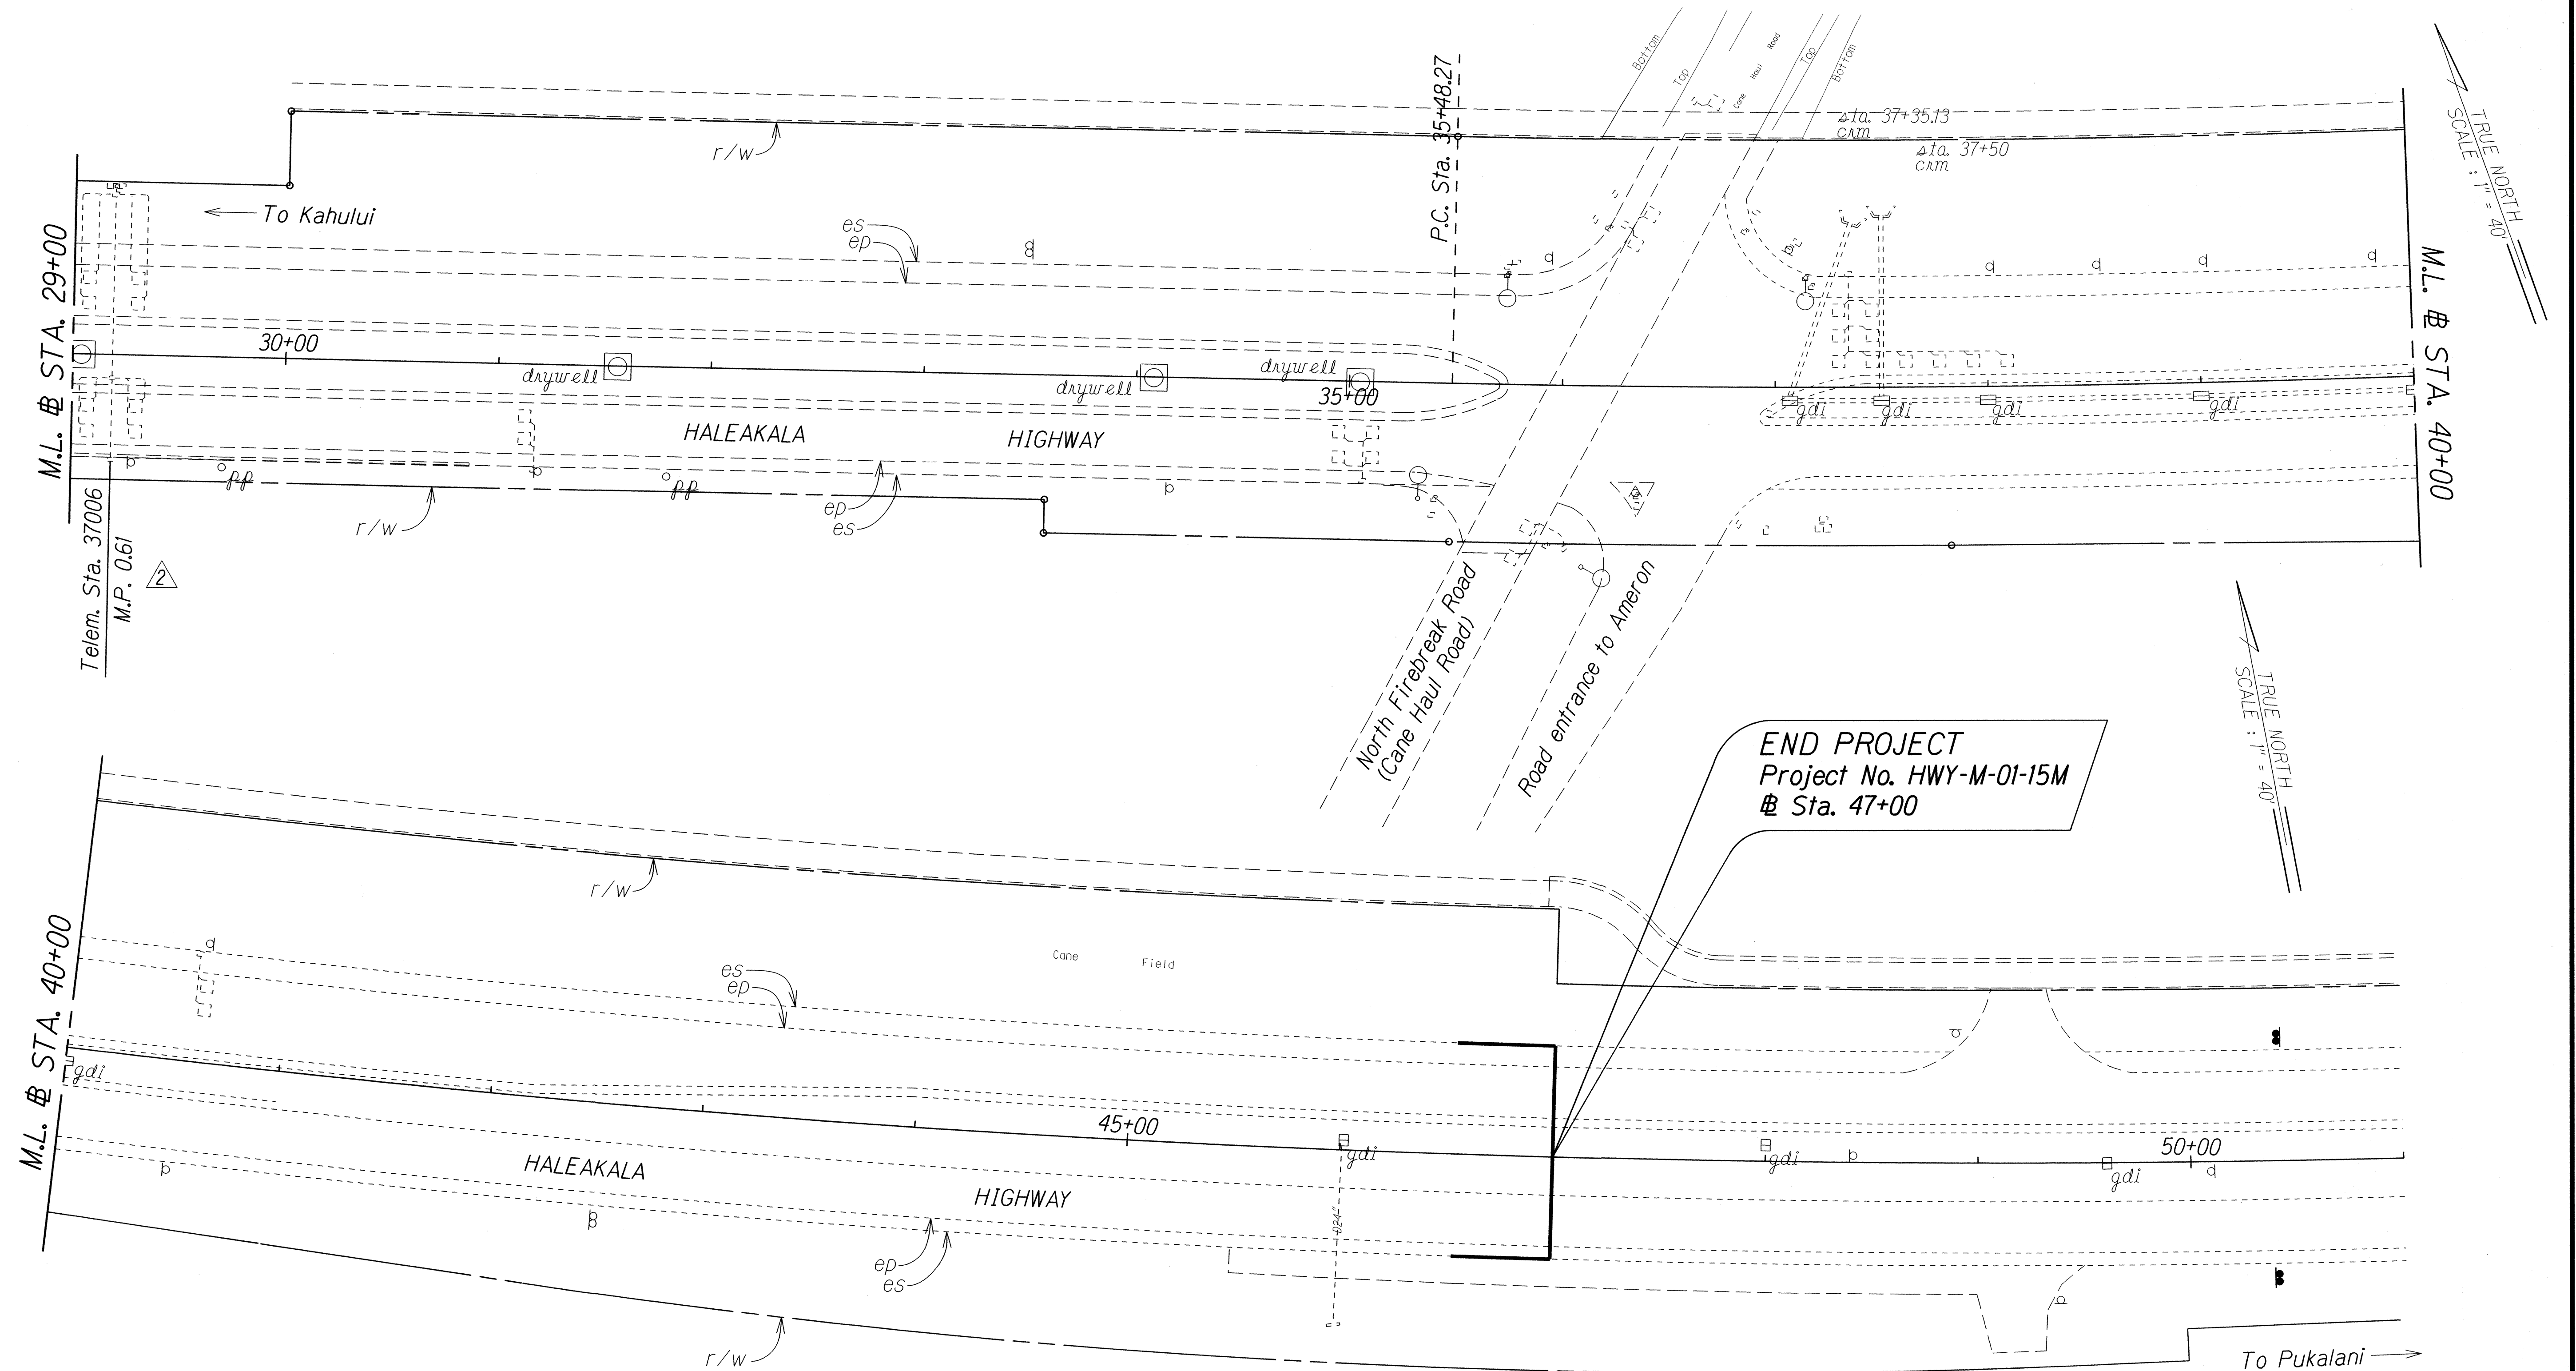 Bottom
Top
Cane Haul Road
Top
Bottom
P.C. Sta. 35+48.27
sta. 37+35.13
crm
sta. 37+50
crm
TRUE NORTH
SCALE : 1" = 40'
r/w
To Kahului
es
ep
M.L. BL STA. 29+00
M.L. BL STA. 40+00
30+00
drywell
drywell
drywell
35+00
gdi
gdi
gdi
gdi
HALEAKALA HIGHWAY
pp
pp
r/w
ep
es
Telem. Sta. 37006
M.P. 0.61
2
North Firebreak Road
(Cane Haul Road)
Road entrance to Ameron
TRUE NORTH
SCALE : 1" = 40'
END PROJECT
Project No. HWY-M-01-15M
BL Sta. 47+00
r/w
M.L. BL STA. 40+00
Cane Field
es
ep
gdi
45+00
gdi
gdi
50+00
gdi
HALEAKALA HIGHWAY
D24"
ep
es
r/w
To Pukalani